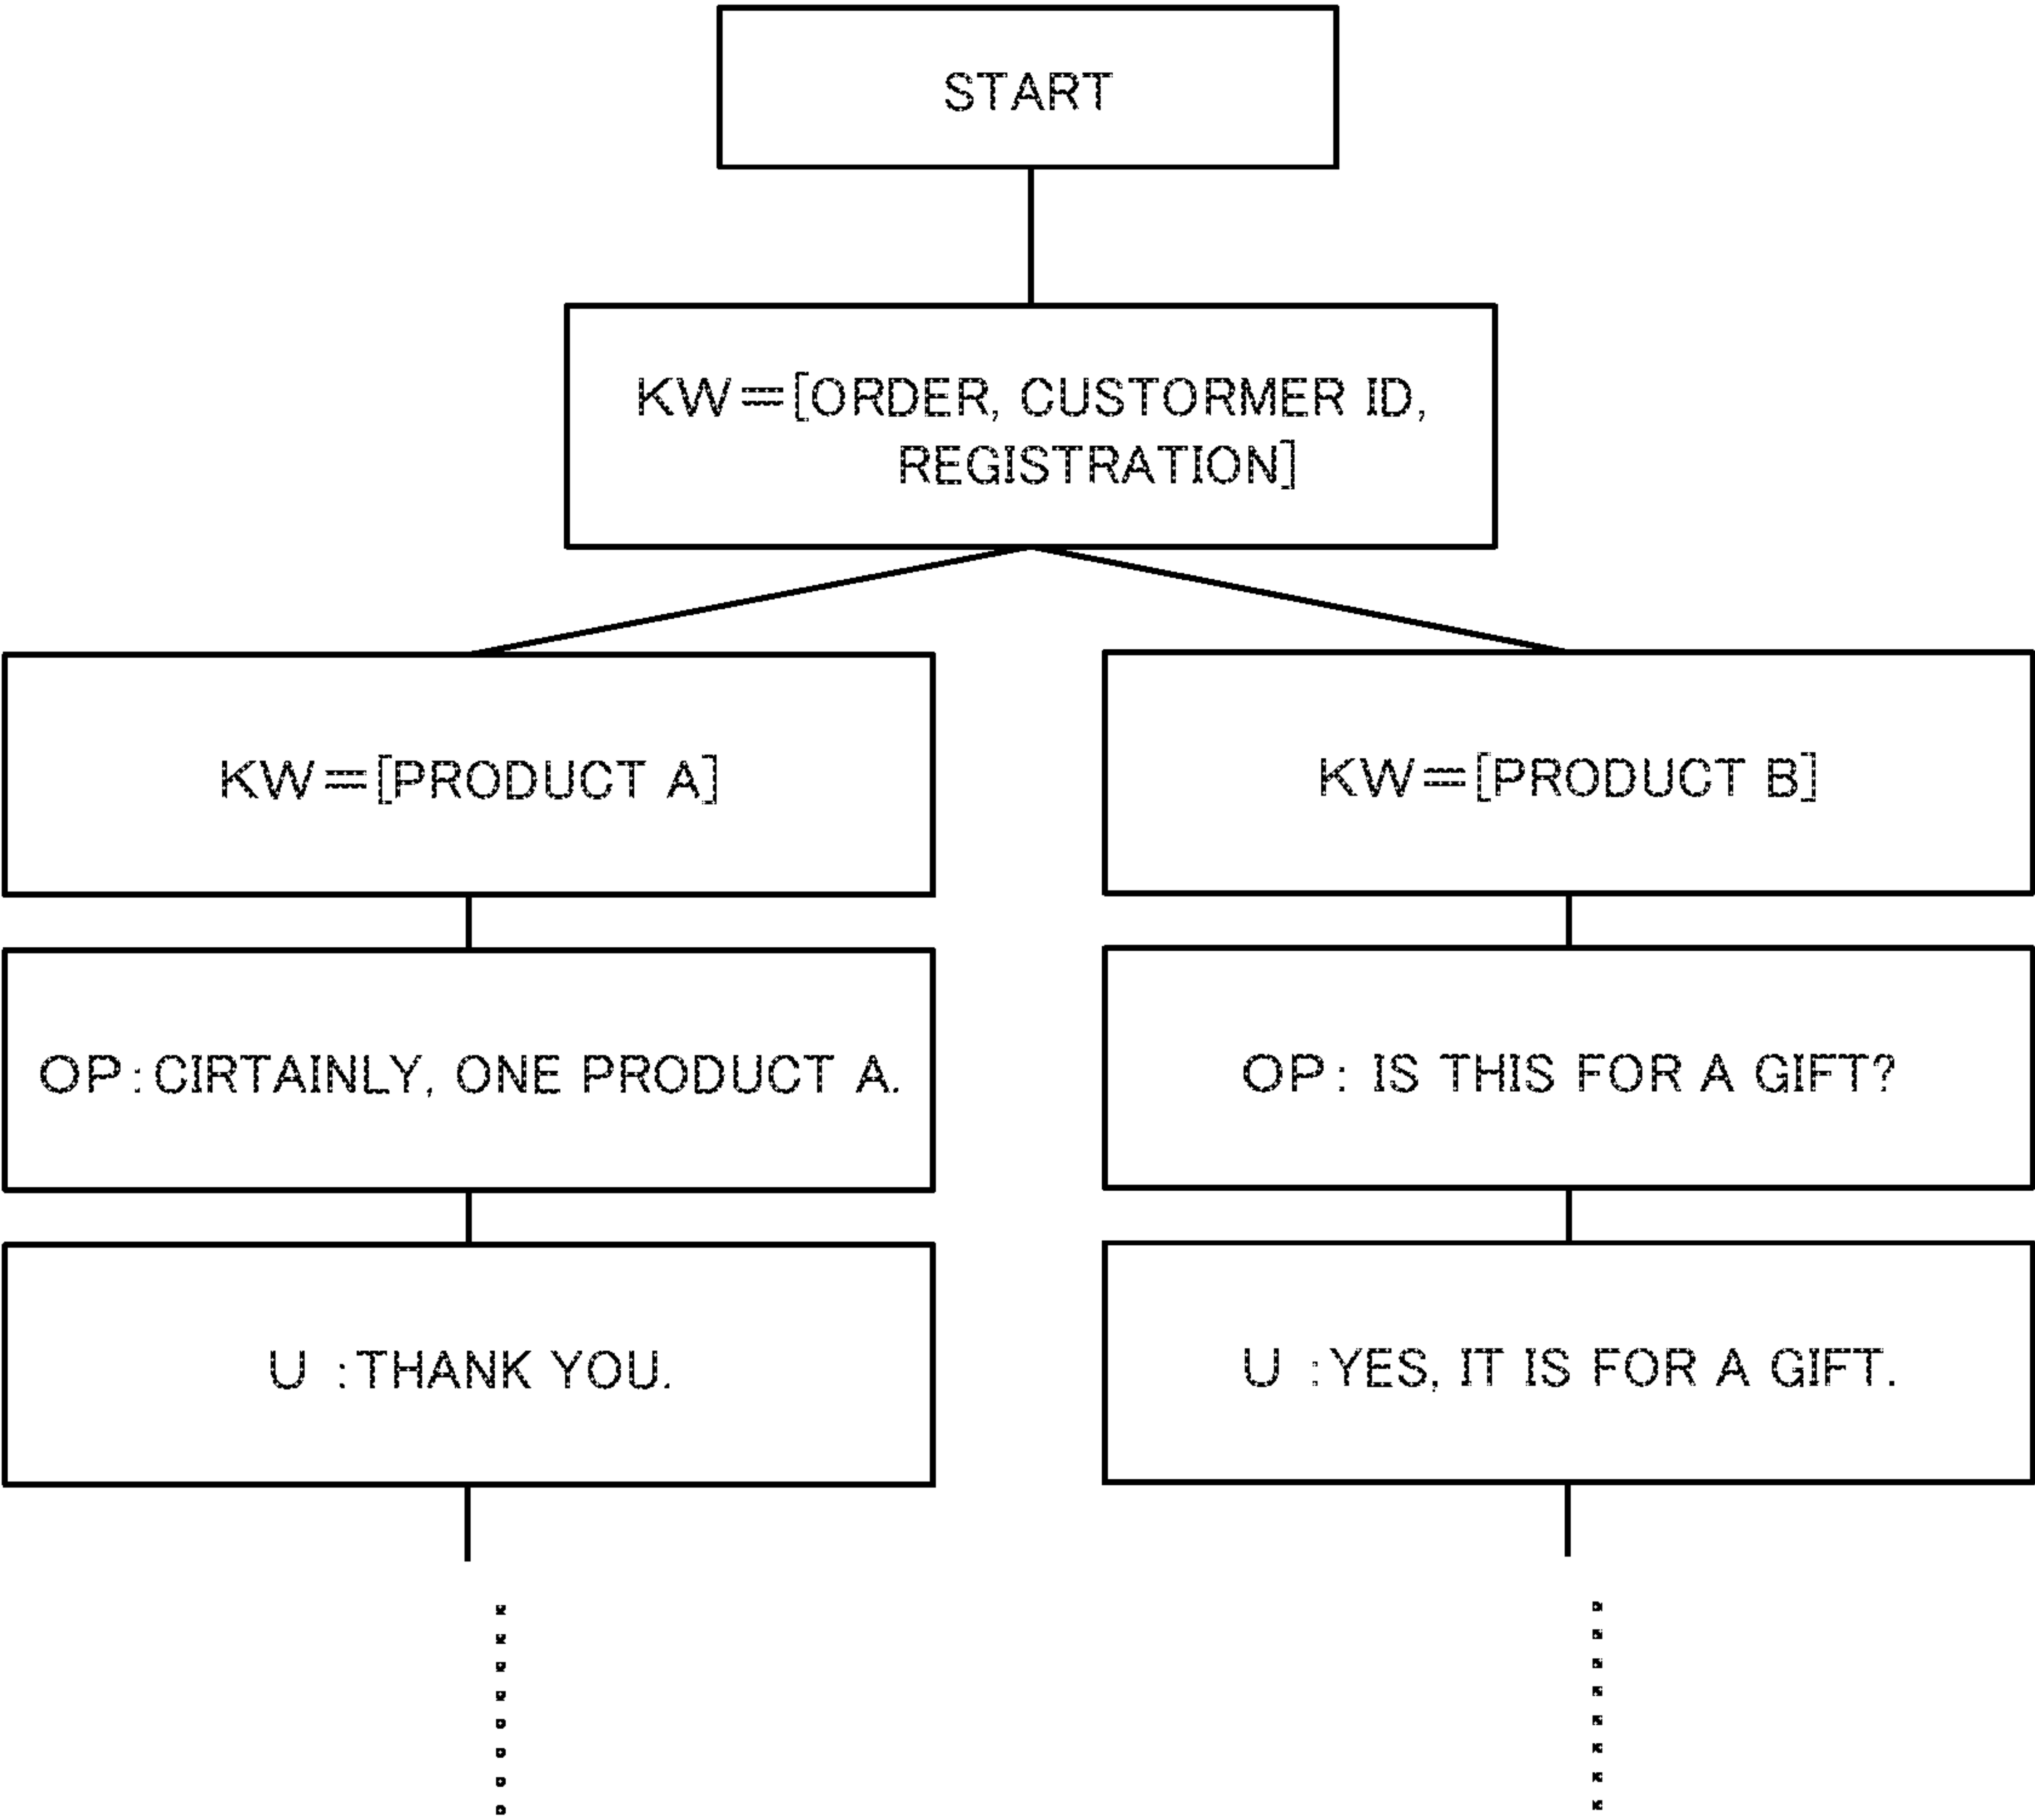 START
KW=[ORDER, CUSTORMER ID,
REGISTRATION]
KW=[PRODUCT A]
KW=[PRODUCT B]
OP:CIRTAINLY, ONE PRODUCT A.
OP: IS THIS FOR A GIFT?
U :THANK YOU.
U :YES, IT IS FOR A GIFT.